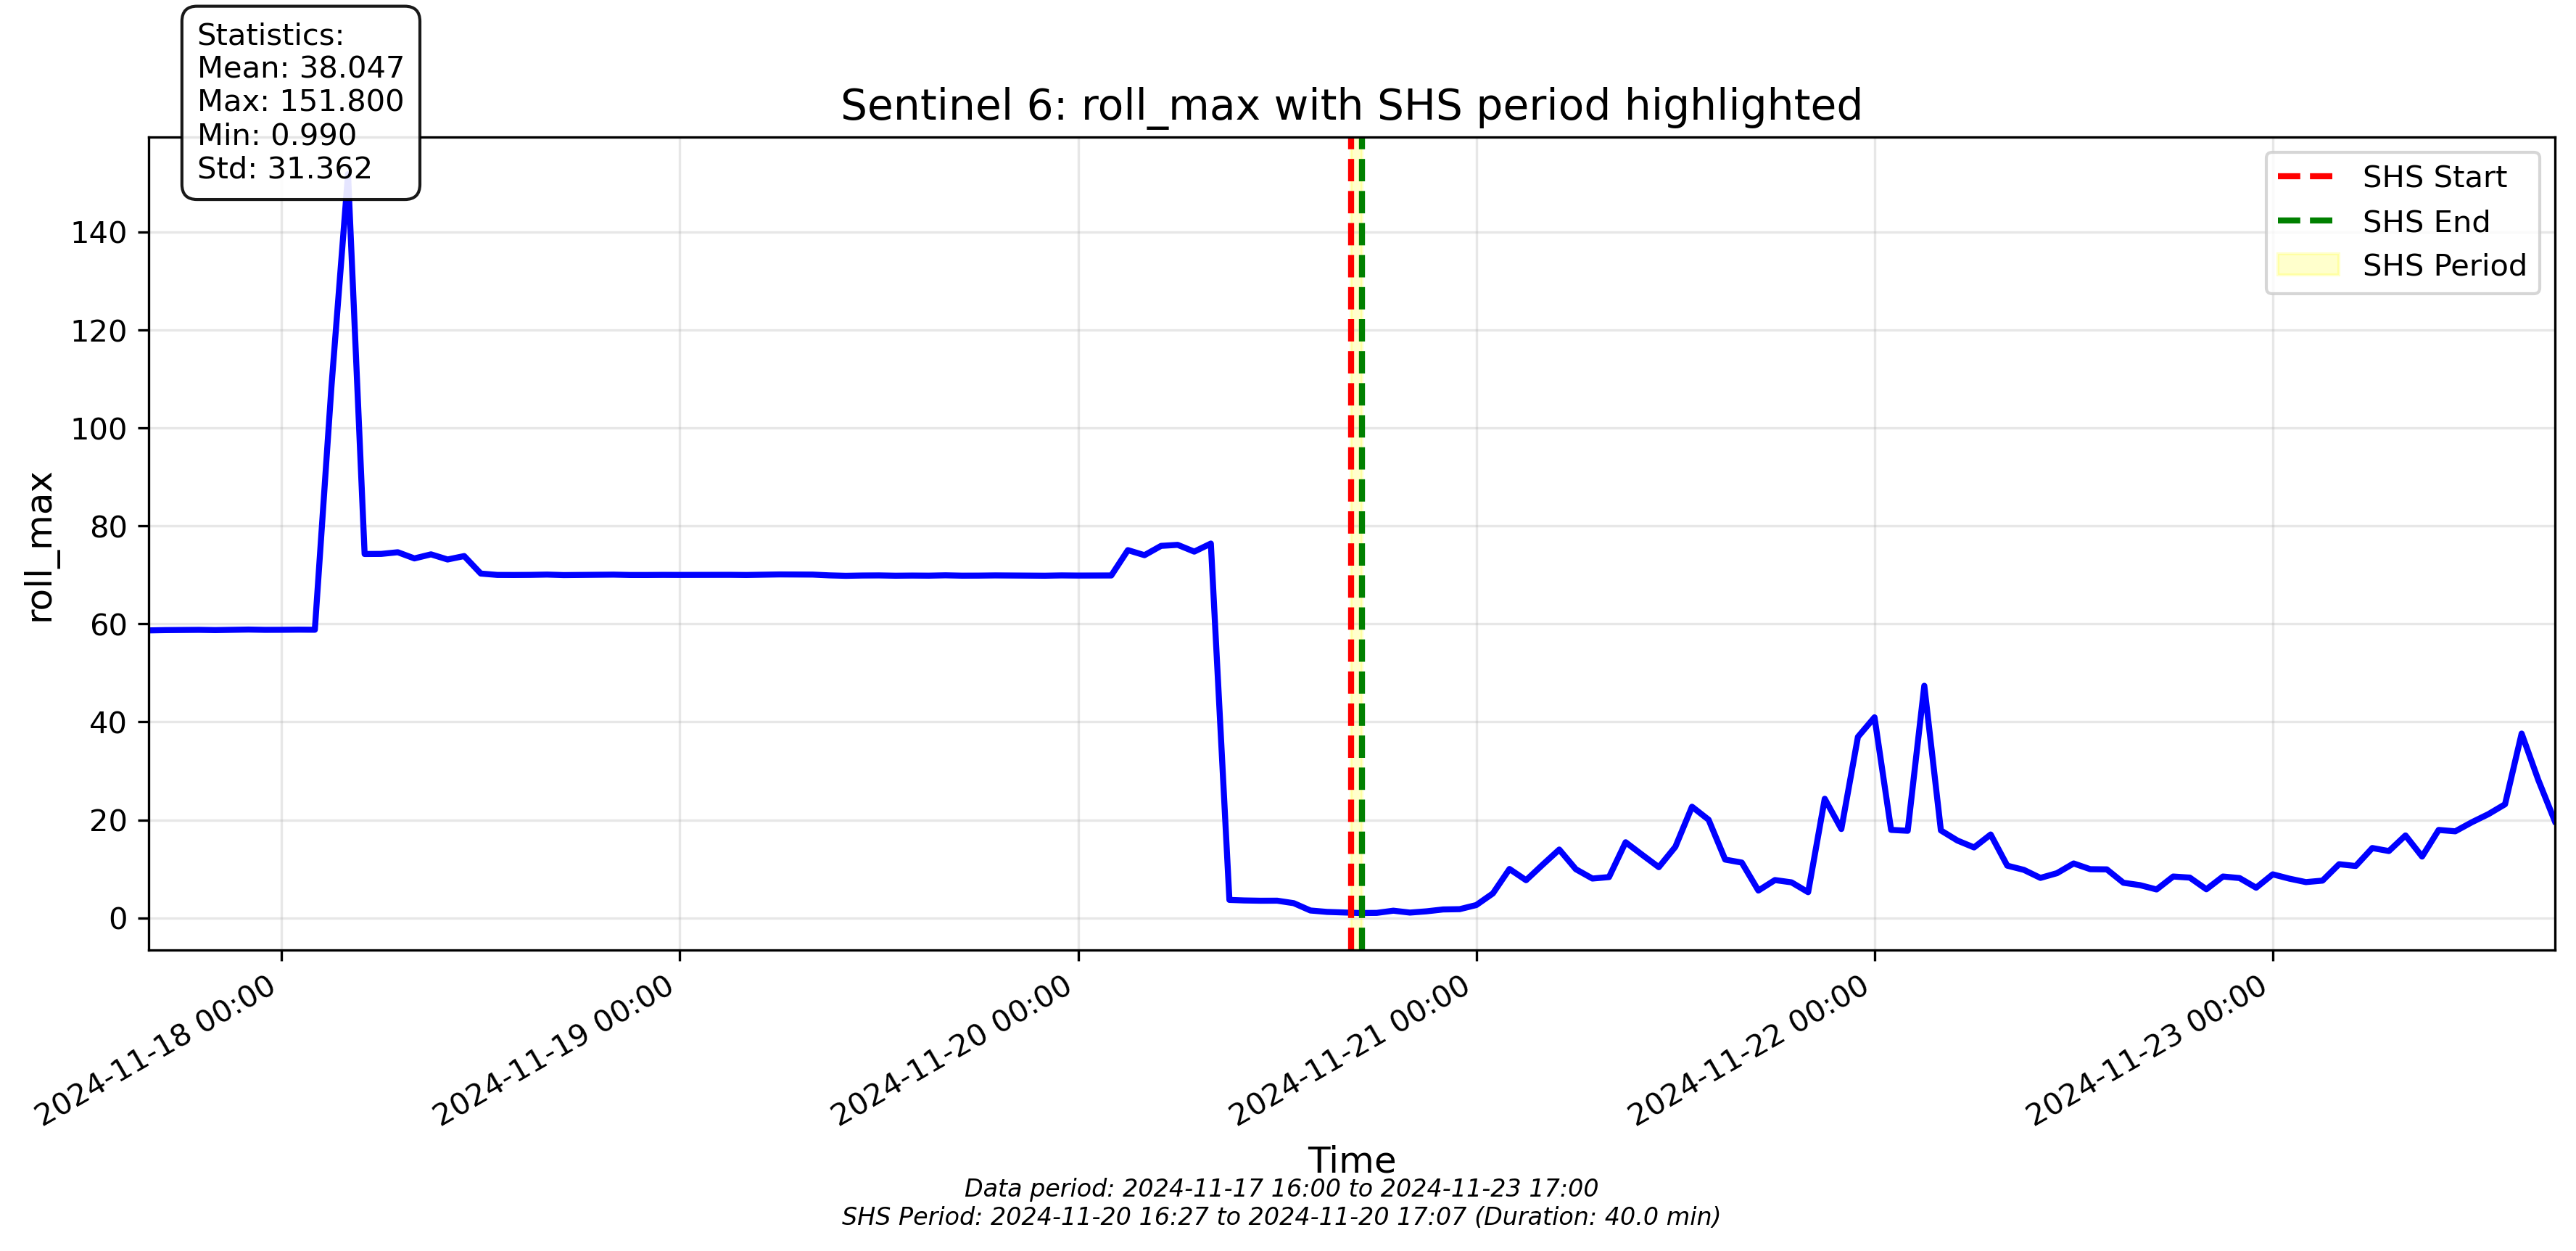 Statistics:
Mean: 38.047
Max: 151.800
Min: 0.990
Std: 31.362
Sentinel 6: roll_max with SHS period highlighted
SHS Start
SHS End
SHS Period
roll_max
140
120
100
80
60
40
20
0
2024-11-18 00:00
2024-11-19 00:00
2024-11-20 00:00
2024-11-21 00:00
2024-11-22 00:00
2024-11-23 00:00
Time
Data period: 2024-11-17 16:00 to 2024-11-23 17:00
SHS Period: 2024-11-20 16:27 to 2024-11-20 17:07 (Duration: 40.0 min)